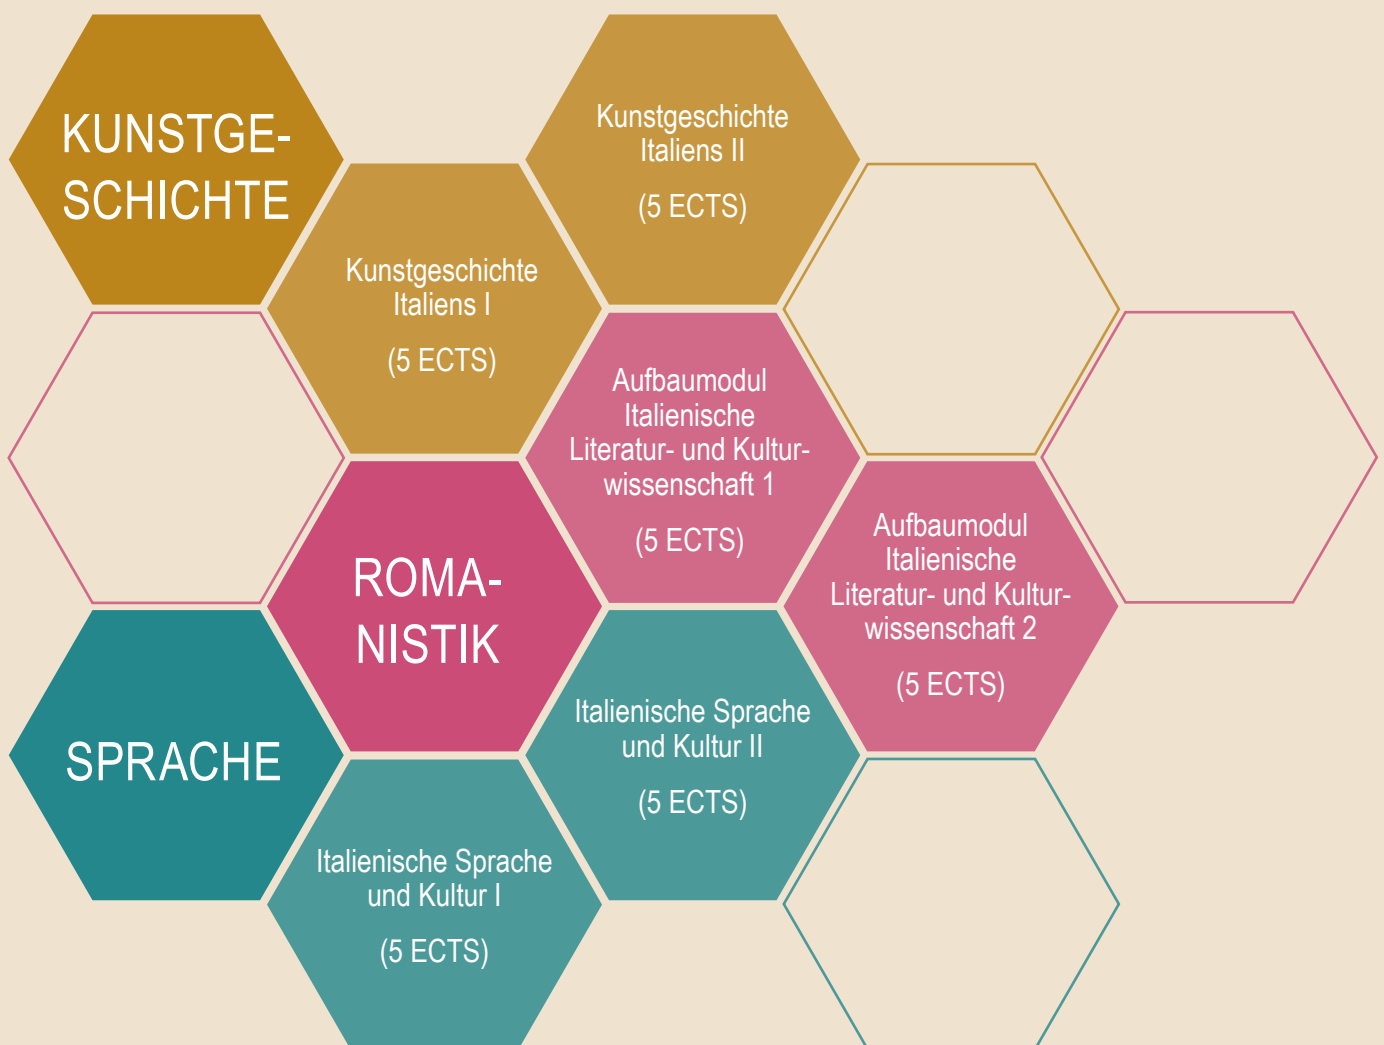 KUNSTGE-
SCHICHTE
Kunstgeschichte
Italiens I
(5 ECTS)
Kunstgeschichte
Italiens II
(5 ECTS)
ROMA-
NISTIK
Aufbaumodul
Italienische
Literatur- und Kultur-
wissenschaft 1
(5 ECTS)
Aufbaumodul
Italienische
Literatur- und Kultur-
wissenschaft 2
(5 ECTS)
SPRACHE
Italienische Sprache
und Kultur I
(5 ECTS)
Italienische Sprache
und Kultur II
(5 ECTS)